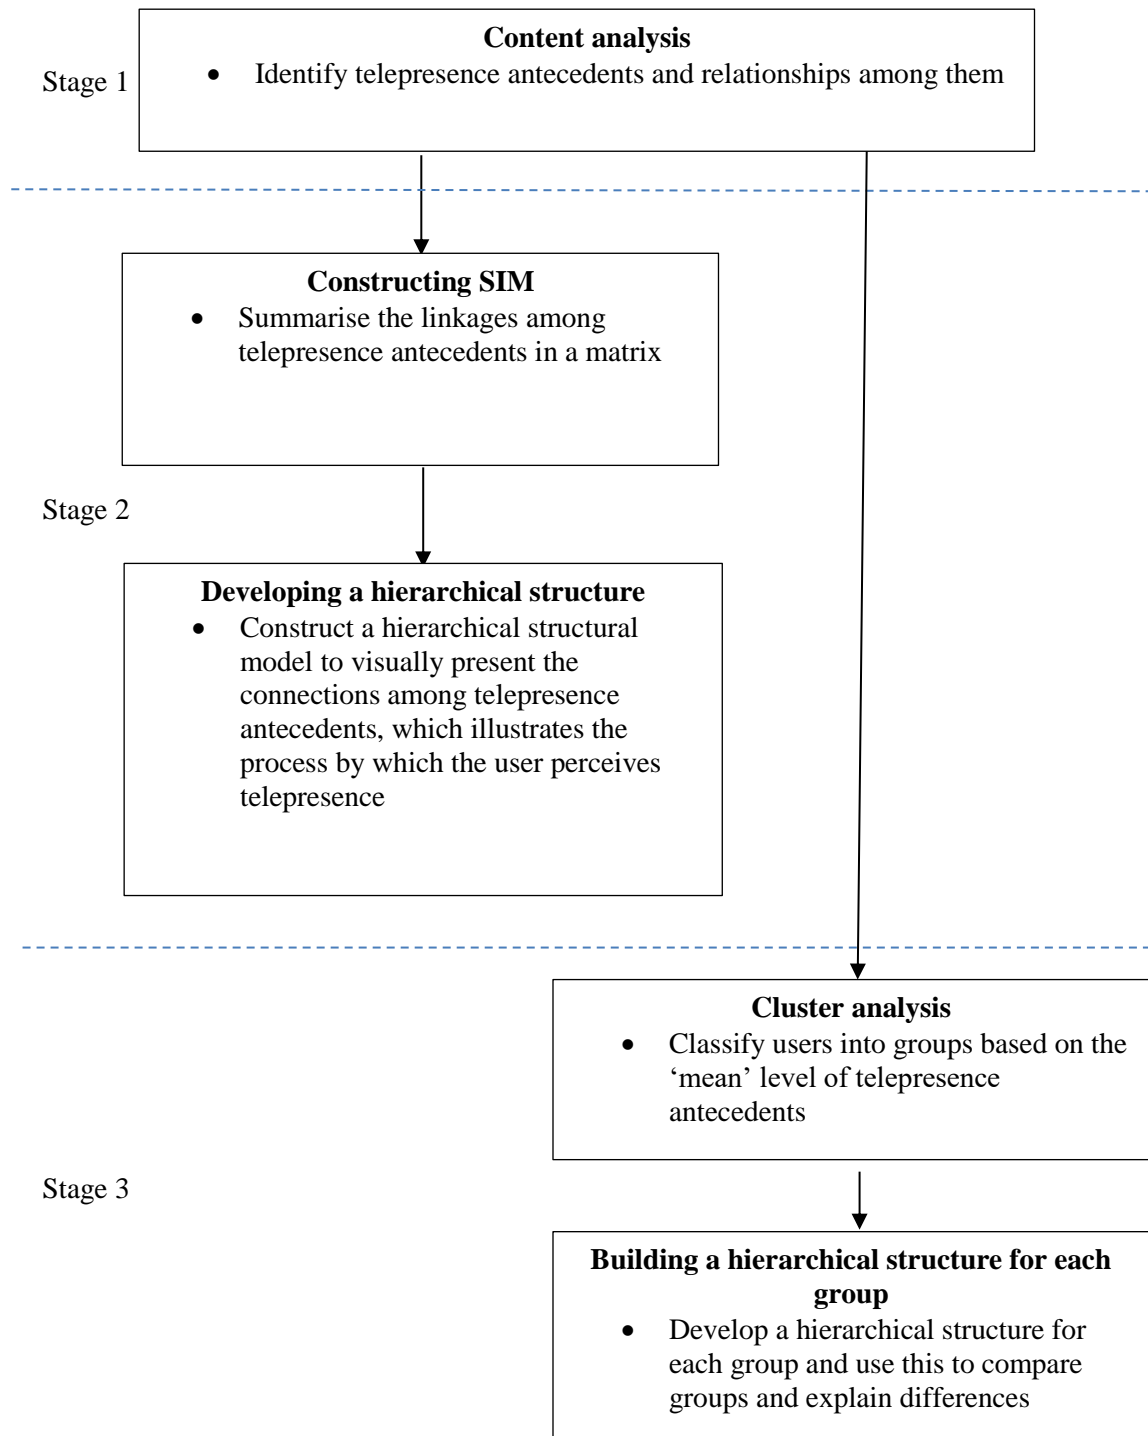 Content analysis
Stage 1
• Identify telepresence antecedents and relationships among them
Constructing SIM
• Summarise the linkages among
telepresence antecedents in a matrix
Stage 2
Developing a hierarchical structure
• Construct a hierarchical structural
model to visually present the
connections among telepresence
antecedents, which illustrates the
process by which the user perceives
telepresence
Cluster analysis
• Classify users into groups based on the
‘mean’ level of telepresence
antecedents
Stage 3
Building a hierarchical structure for each
group
• Develop a hierarchical structure for
each group and use this to compare
groups and explain differences